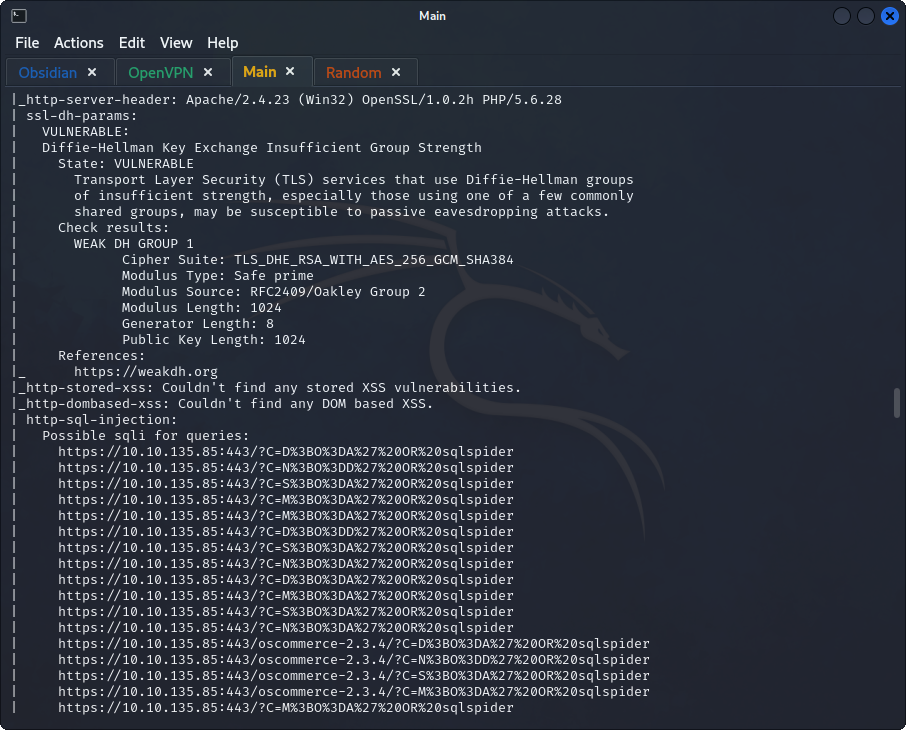 Main
File Actions Edit View Help
Obsidian OpenVPN Main Random
|_http-server-header: Apache/2.4.23 (Win32) OpenSSL/1.0.2h PHP/5.6.28
| ssl-dh-params:
|   VULNERABLE:
|   Diffie-Hellman Key Exchange Insufficient Group Strength
|     State: VULNERABLE
|       Transport Layer Security (TLS) services that use Diffie-Hellman groups
|       of insufficient strength, especially those using one of a few commonly
|       shared groups, may be susceptible to passive eavesdropping attacks.
|     Check results:
|       WEAK DH GROUP 1
|             Cipher Suite: TLS_DHE_RSA_WITH_AES_256_GCM_SHA384
|             Modulus Type: Safe prime
|             Modulus Source: RFC2409/Oakley Group 2
|             Modulus Length: 1024
|             Generator Length: 8
|             Public Key Length: 1024
|     References:
|_      https://weakdh.org
|_http-stored-xss: Couldn't find any stored XSS vulnerabilities.
|_http-dombased-xss: Couldn't find any DOM based XSS.
| http-sql-injection:
|   Possible sqli for queries:
|     https://10.10.135.85:443/?C=D%3BO%3DA%27%20OR%20sqlspider
|     https://10.10.135.85:443/?C=N%3BO%3DD%27%20OR%20sqlspider
|     https://10.10.135.85:443/?C=S%3BO%3DA%27%20OR%20sqlspider
|     https://10.10.135.85:443/?C=M%3BO%3DA%27%20OR%20sqlspider
|     https://10.10.135.85:443/?C=M%3BO%3DA%27%20OR%20sqlspider
|     https://10.10.135.85:443/?C=D%3BO%3DD%27%20OR%20sqlspider
|     https://10.10.135.85:443/?C=S%3BO%3DA%27%20OR%20sqlspider
|     https://10.10.135.85:443/?C=N%3BO%3DA%27%20OR%20sqlspider
|     https://10.10.135.85:443/?C=D%3BO%3DA%27%20OR%20sqlspider
|     https://10.10.135.85:443/?C=M%3BO%3DA%27%20OR%20sqlspider
|     https://10.10.135.85:443/?C=S%3BO%3DA%27%20OR%20sqlspider
|     https://10.10.135.85:443/?C=N%3BO%3DA%27%20OR%20sqlspider
|     https://10.10.135.85:443/oscommerce-2.3.4/?C=D%3BO%3DA%27%20OR%20sqlspider
|     https://10.10.135.85:443/oscommerce-2.3.4/?C=N%3BO%3DD%27%20OR%20sqlspider
|     https://10.10.135.85:443/oscommerce-2.3.4/?C=S%3BO%3DA%27%20OR%20sqlspider
|     https://10.10.135.85:443/oscommerce-2.3.4/?C=M%3BO%3DA%27%20OR%20sqlspider
|     https://10.10.135.85:443/?C=M%3BO%3DA%27%20OR%20sqlspider